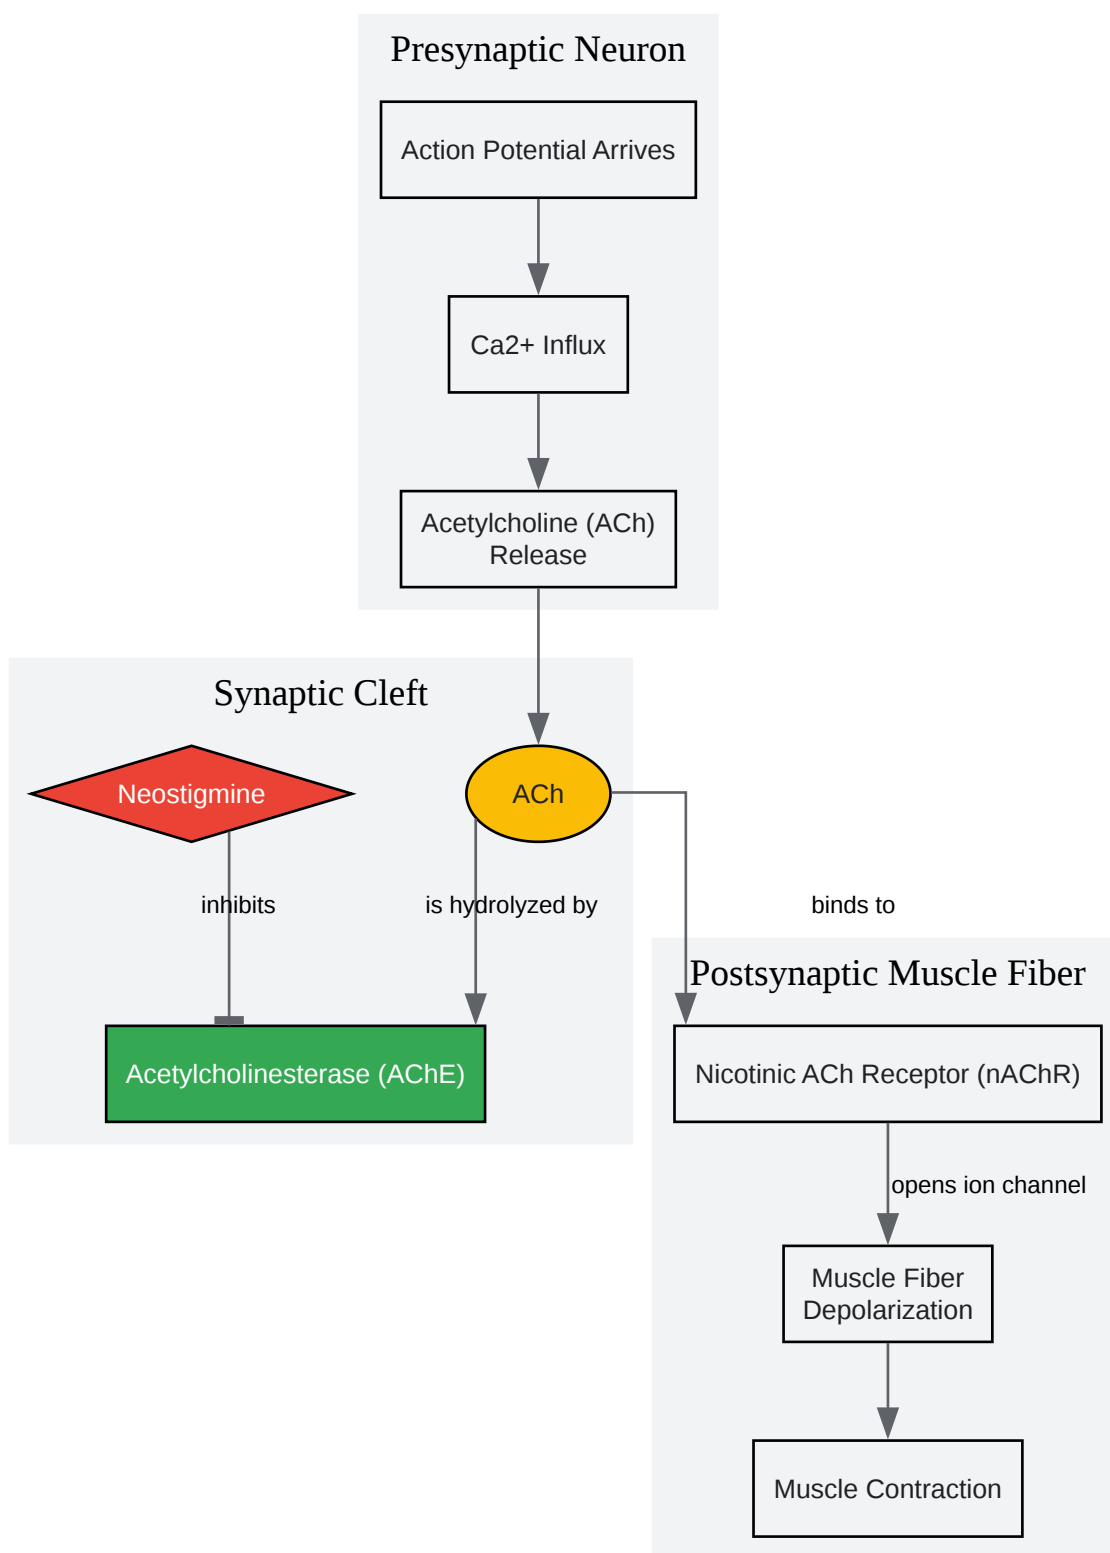 Presynaptic Neuron
Action Potential Arrives
Ca2+ Influx
Acetylcholine (ACh)
Release
Synaptic Cleft
Neostigmine
ACh
inhibits
is hydrolyzed by
binds to
Postsynaptic Muscle Fiber
Acetylcholinesterase (AChE)
Nicotinic ACh Receptor (nAChR)
opens ion channel
Muscle Fiber
Depolarization
Muscle Contraction